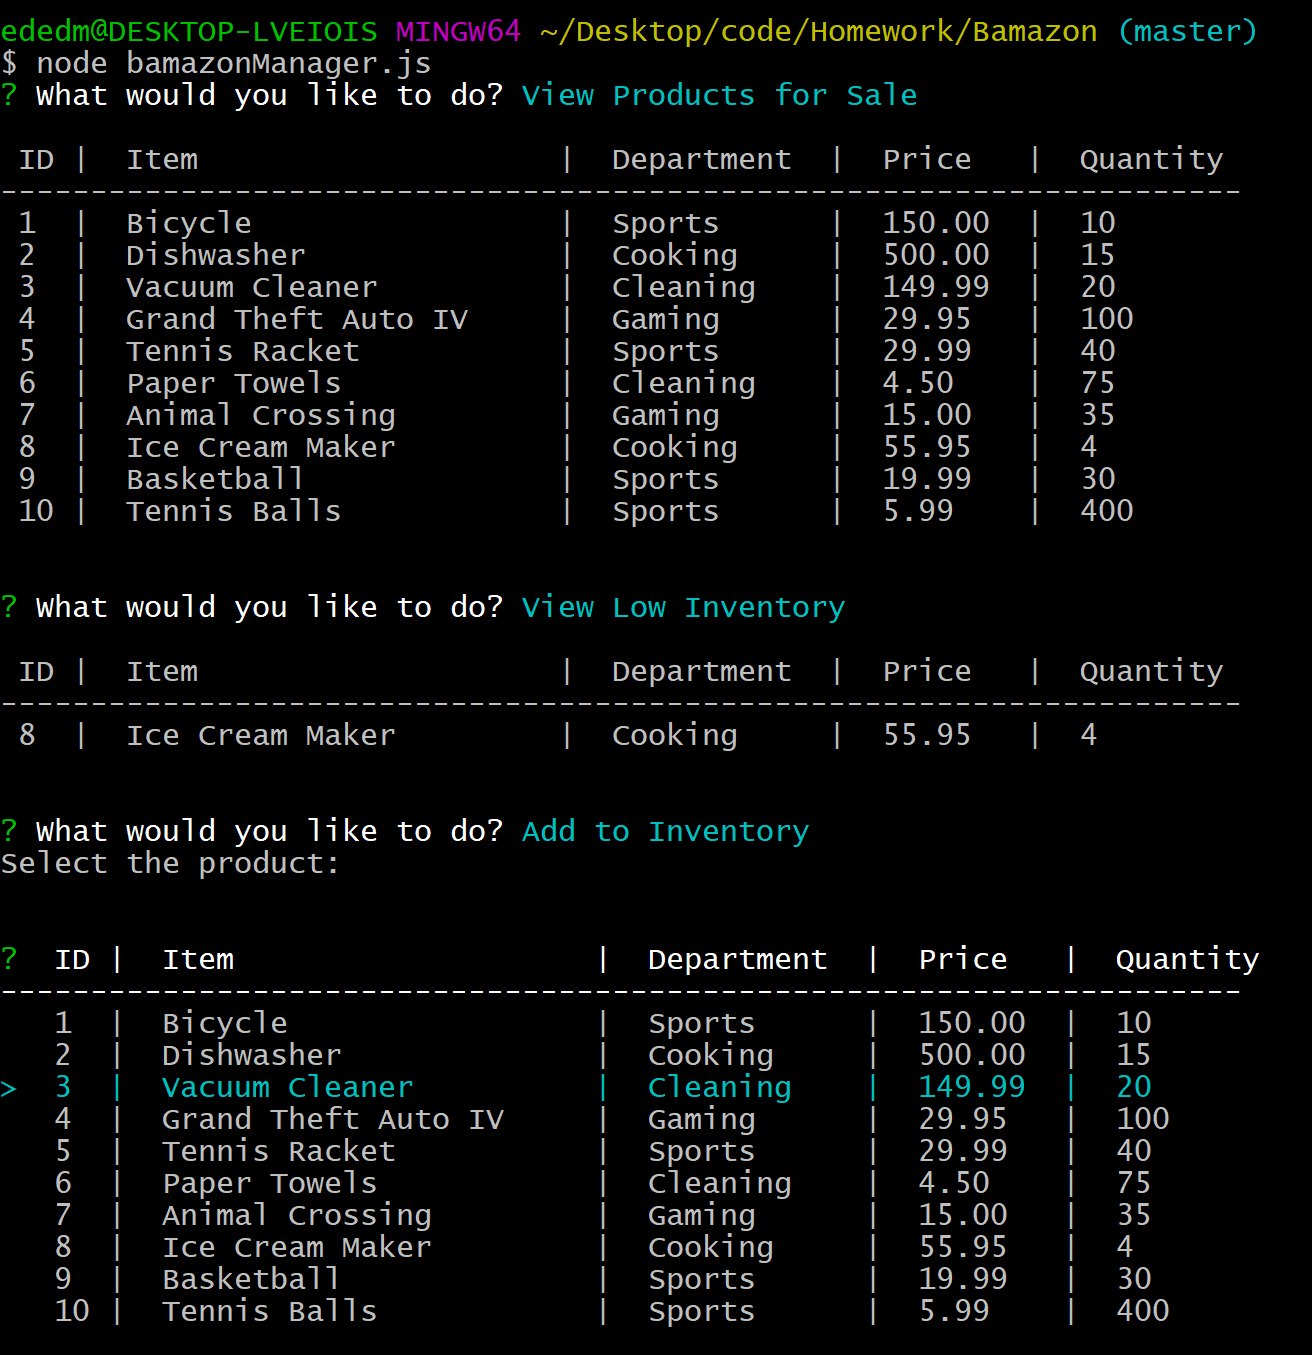 ededm@DESKTOP-LVEIOIS MINGW64 ~/Desktop/code/Homework/Bamazon (master)
$ node bamazonManager.js
? What would you like to do? View Products for Sale
 ID |  Item                    |  Department  |  Price   |  Quantity
---------------------------------------------------------------------
 1  |  Bicycle                 |  Sports      |  150.00  |  10
 2  |  Dishwasher              |  Cooking     |  500.00  |  15
 3  |  Vacuum Cleaner          |  Cleaning    |  149.99  |  20
 4  |  Grand Theft Auto IV     |  Gaming      |  29.95   |  100
 5  |  Tennis Racket           |  Sports      |  29.99   |  40
 6  |  Paper Towels            |  Cleaning    |  4.50    |  75
 7  |  Animal Crossing         |  Gaming      |  15.00   |  35
 8  |  Ice Cream Maker         |  Cooking     |  55.95   |  4
 9  |  Basketball              |  Sports      |  19.99   |  30
 10 |  Tennis Balls            |  Sports      |  5.99    |  400
? What would you like to do? View Low Inventory
 ID |  Item                    |  Department  |  Price   |  Quantity
---------------------------------------------------------------------
 8  |  Ice Cream Maker         |  Cooking     |  55.95   |  4
? What would you like to do? Add to Inventory
Select the product:
?  ID |  Item                    |  Department  |  Price   |  Quantity
---------------------------------------------------------------------
   1  |  Bicycle                 |  Sports      |  150.00  |  10
   2  |  Dishwasher              |  Cooking     |  500.00  |  15
>  3  |  Vacuum Cleaner          |  Cleaning    |  149.99  |  20
   4  |  Grand Theft Auto IV     |  Gaming      |  29.95   |  100
   5  |  Tennis Racket           |  Sports      |  29.99   |  40
   6  |  Paper Towels            |  Cleaning    |  4.50    |  75
   7  |  Animal Crossing         |  Gaming      |  15.00   |  35
   8  |  Ice Cream Maker         |  Cooking     |  55.95   |  4
   9  |  Basketball              |  Sports      |  19.99   |  30
   10 |  Tennis Balls            |  Sports      |  5.99    |  400